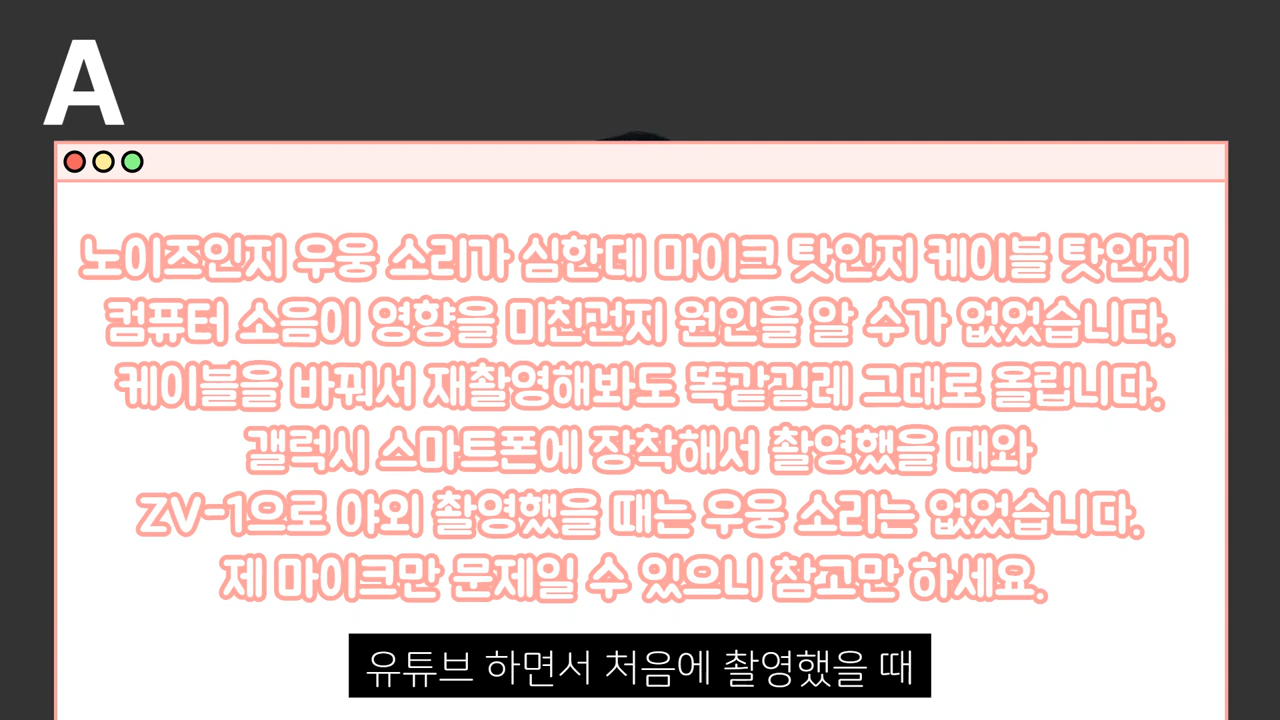 A
노이즈인지 우웅 소리가 심한데 마이크 탓인지 케이블 탓인지
컴퓨터 소음이 영향을 미친건지 원인을 알 수가 없었습니다.
케이블을 바꿔서 재촬영해봐도 똑같길레 그대로 올립니다.
갤럭시 스마트폰에 장착해서 촬영했을 때와
ZV-1으로 야외 촬영했을 때는 우웅 소리는 없었습니다.
제 마이크만 문제일 수 있으니 참고만 하세요.
유튜브 하면서 처음에 촬영했을 때